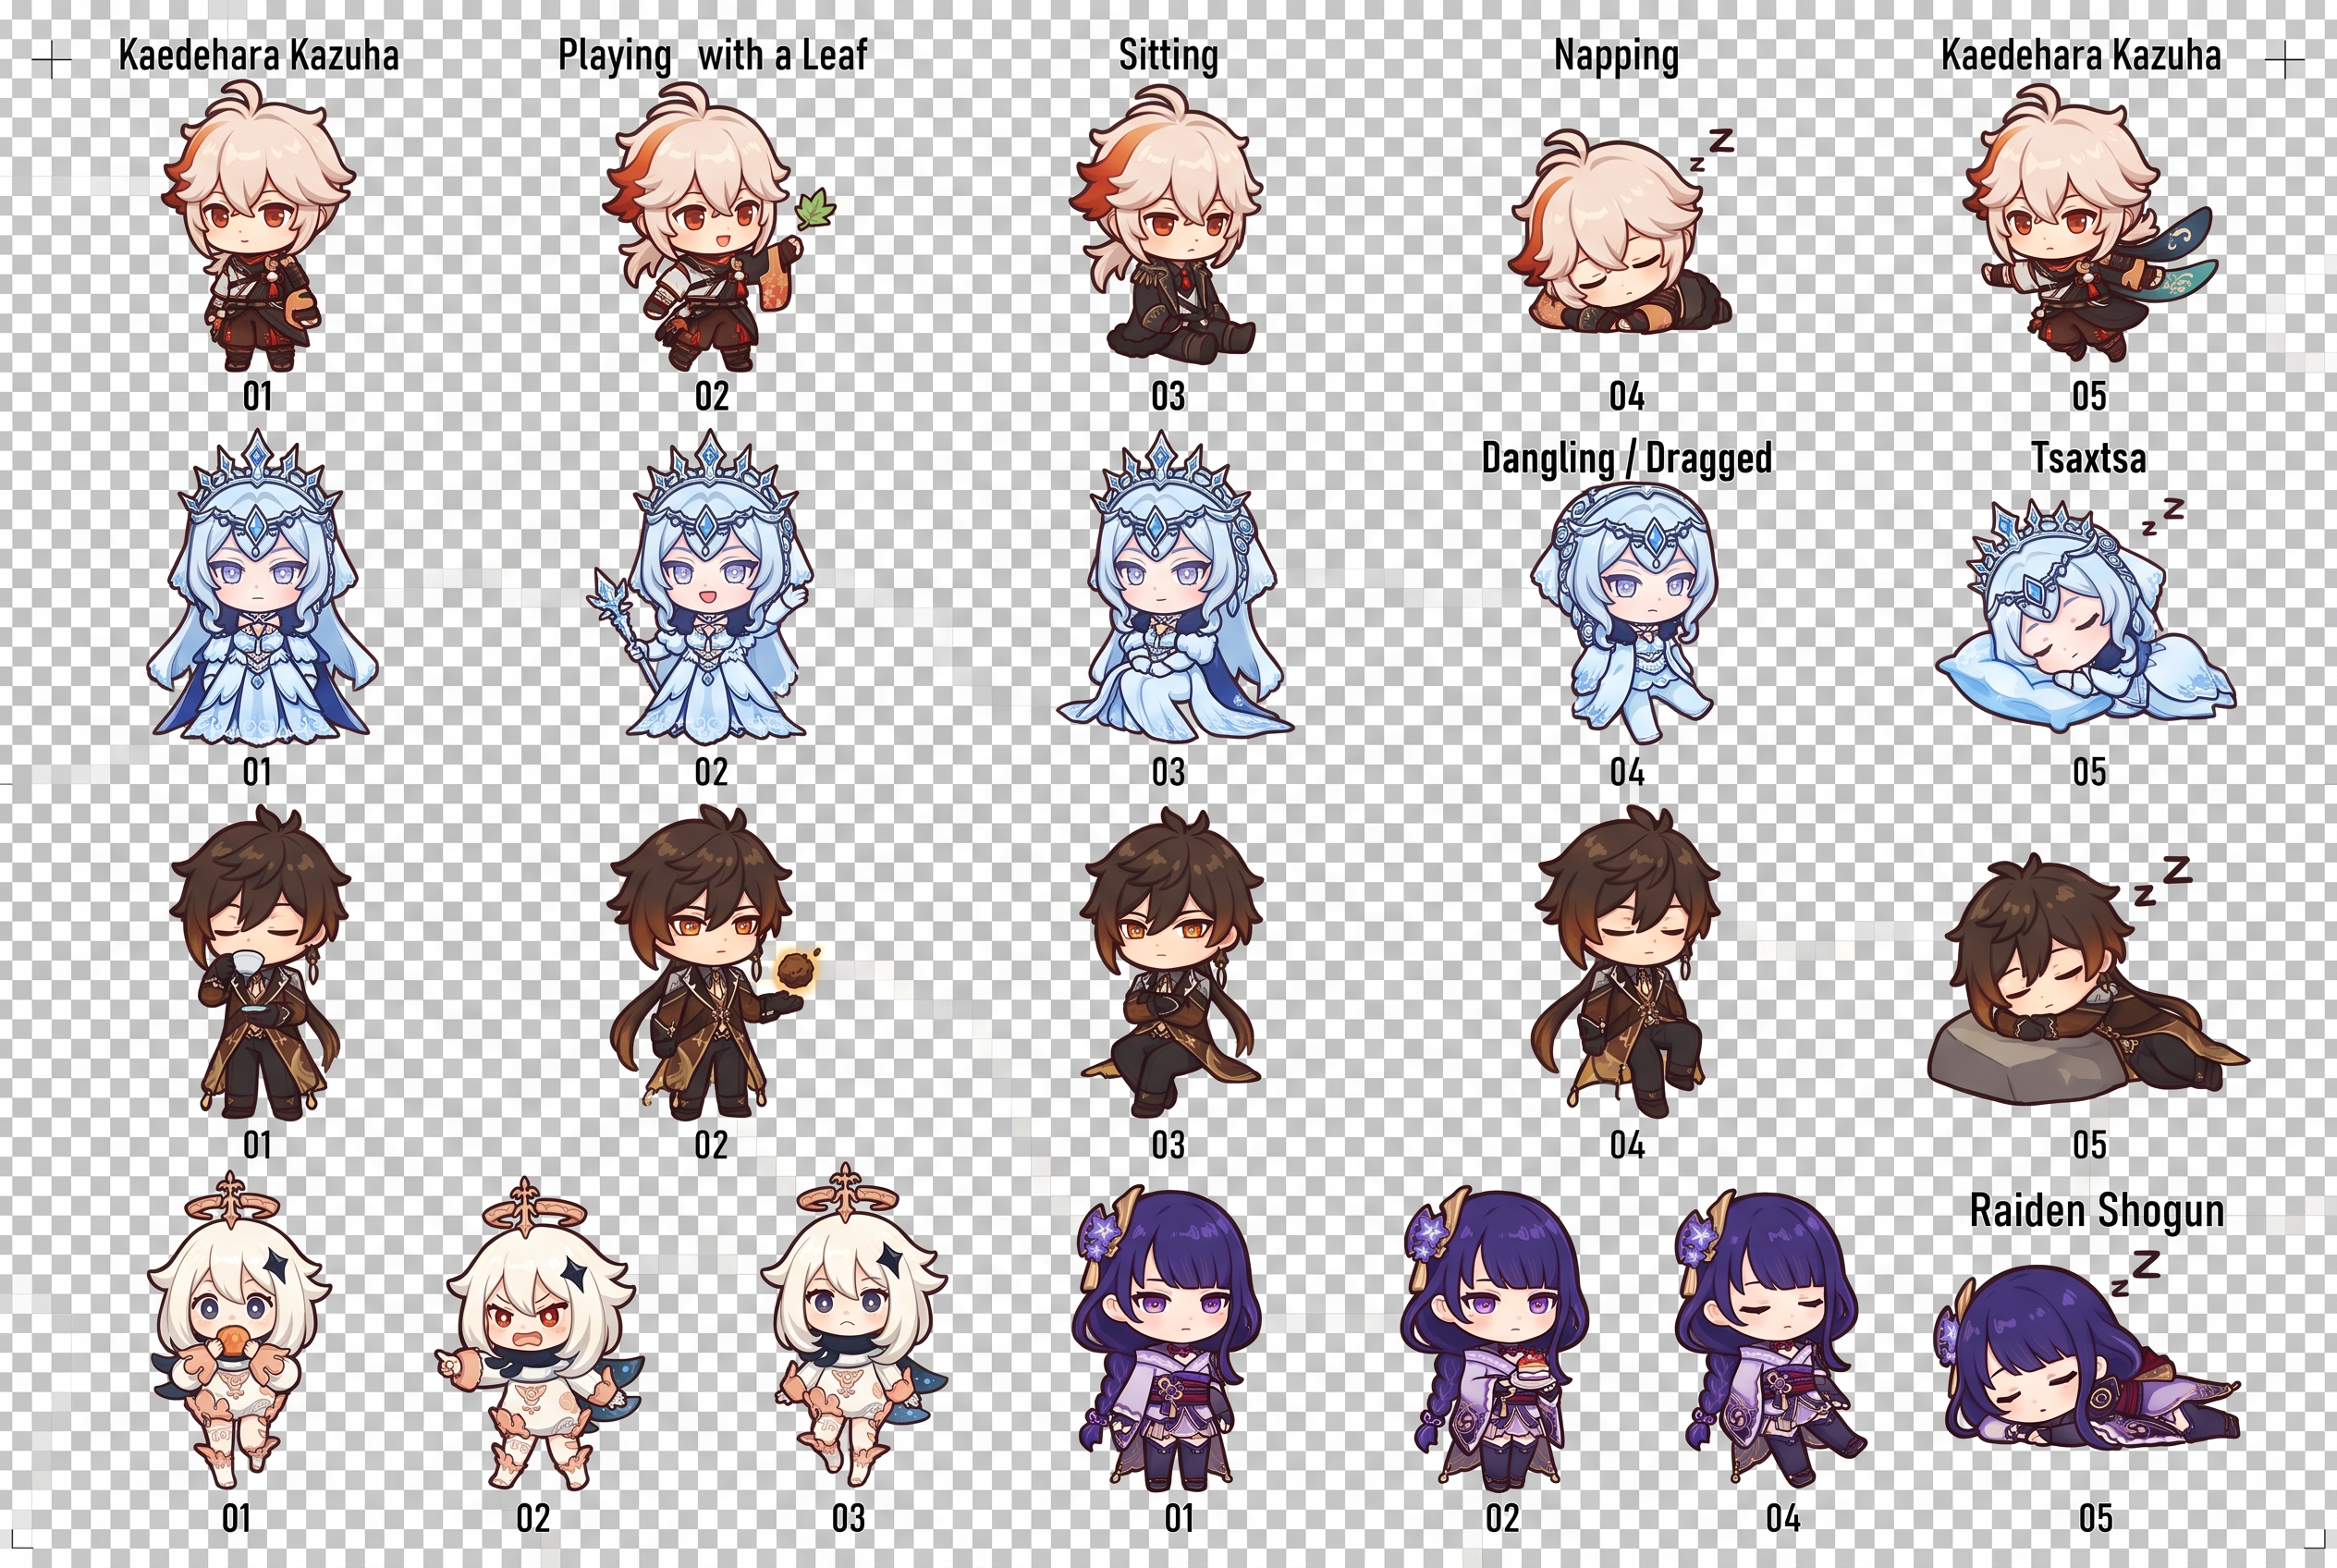 Kaedehara Kazuha
Playing with a Leaf
Sitting
Napping
Kaedehara Kazuha
z Z
01
02
03
04
05
Dangling / Dragged
Tsaxtsa
z Z
01
02
03
04
05
z Z
01
02
03
04
05
Raiden Shogun
z Z
01
02
03
01
02
04
05